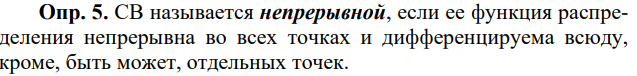 Опр. 5. СВ называется непрерывной, если ее функция распре-
деления непрерывна во всех точках и дифференцируема всюду,
кроме, быть может, отдельных точек.